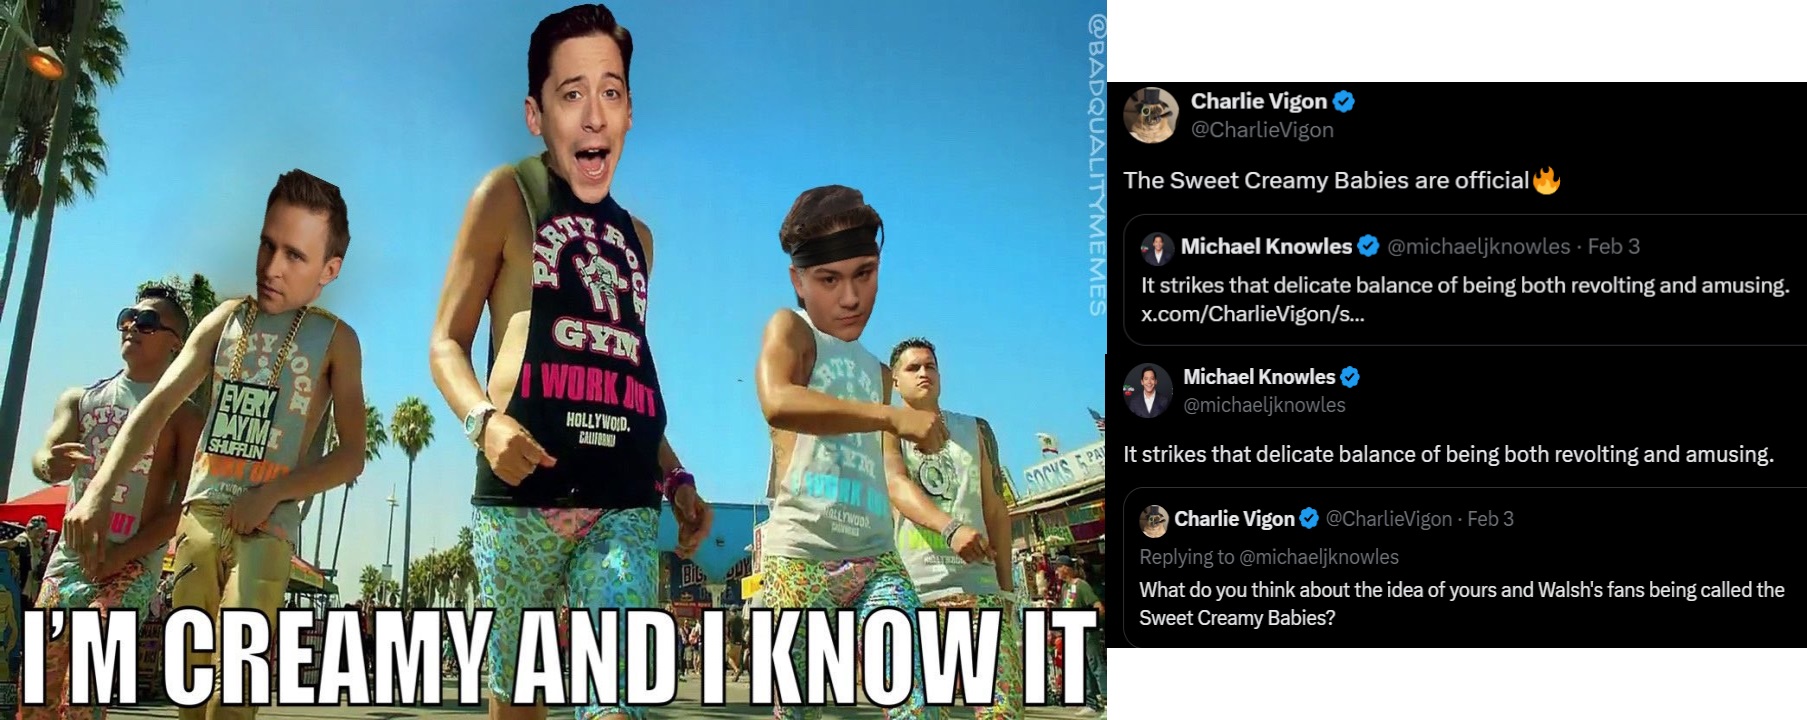 @BADQUALITYMEMES
PARTY ROCK
GYM
I WORK OUT
HOLLYWOOD.
CALIFORNIA
EVERY
DAY I'M
SHUFFLIN
I'M CREAMY AND I KNOW IT
Charlie Vigon
@CharlieVigon
The Sweet Creamy Babies are official🔥
Michael Knowles @michaeljknowles · Feb 3
It strikes that delicate balance of being both revolting and amusing.
x.com/CharlieVigon/s...
Michael Knowles
@michaeljknowles
It strikes that delicate balance of being both revolting and amusing.
Charlie Vigon @CharlieVigon · Feb 3
Replying to @michaeljknowles
What do you think about the idea of yours and Walsh's fans being called the
Sweet Creamy Babies?